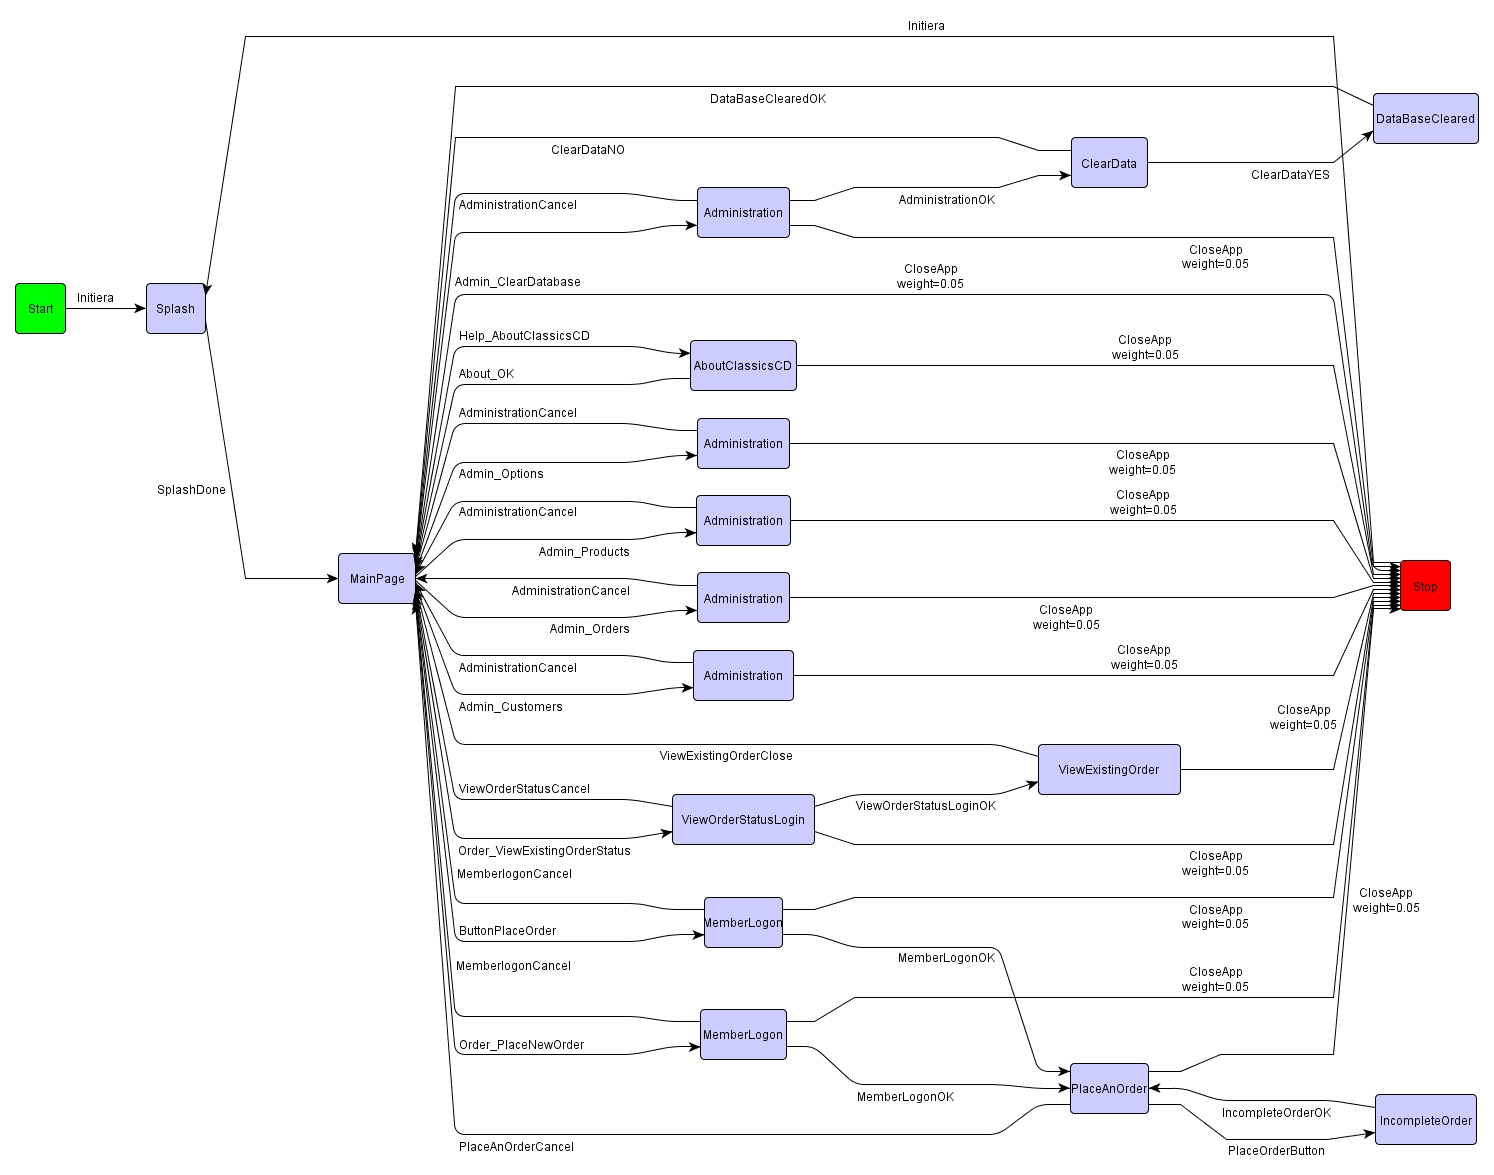 Initiera
DataBaseClearedOK
DataBaseCleared
ClearDataNO
ClearData
ClearDataYES
AdministrationCancel
Administration
AdministrationOK
CloseApp
weight=0.05
Admin_ClearDatabase
CloseApp
weight=0.05
Start
Initiera
Splash
Help_AboutClassicsCD
CloseApp
weight=0.05
AboutClassicsCD
About_OK
AdministrationCancel
Administration
CloseApp
weight=0.05
Admin_Options
SplashDone
CloseApp
weight=0.05
AdministrationCancel
Administration
Admin_Products
MainPage
Stop
AdministrationCancel
Administration
CloseApp
weight=0.05
Admin_Orders
CloseApp
weight=0.05
AdministrationCancel
Administration
Admin_Customers
CloseApp
weight=0.05
ViewExistingOrderClose
ViewExistingOrder
ViewOrderStatusCancel
ViewOrderStatusLoginOK
ViewOrderStatusLogin
Order_ViewExistingOrderStatus
CloseApp
weight=0.05
MemberlogonCancel
CloseApp
weight=0.05
CloseApp
weight=0.05
MemberLogon
ButtonPlaceOrder
MemberLogonOK
MemberlogonCancel
CloseApp
weight=0.05
MemberLogon
Order_PlaceNewOrder
PlaceAnOrder
MemberLogonOK
IncompleteOrderOK
IncompleteOrder
PlaceAnOrderCancel
PlaceOrderButton